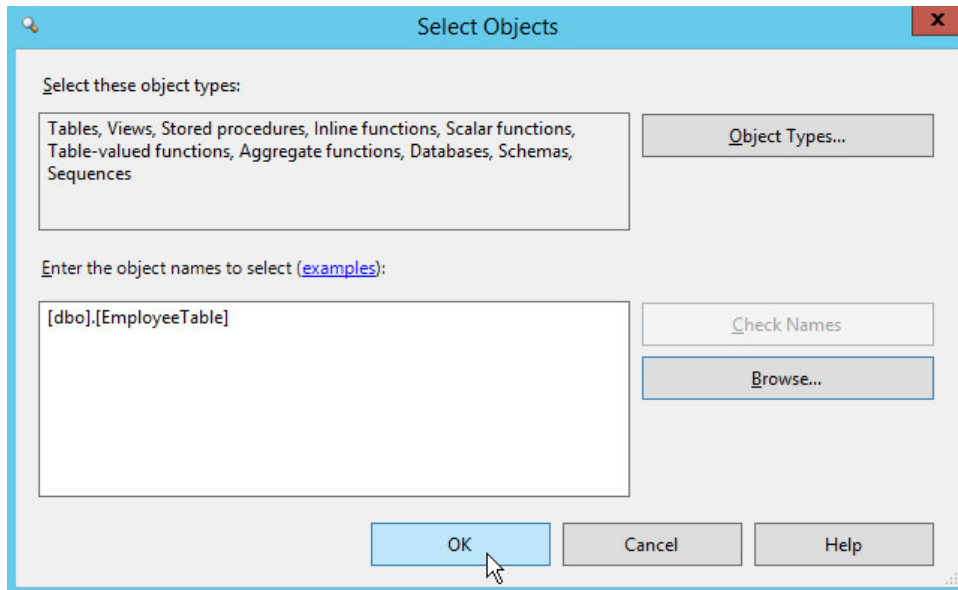 Select Objects
x
Select these object types:
Tables, Views, Stored procedures, Inline functions, Scalar functions,
Table-valued functions, Aggregate functions, Databases, Schemas,
Sequences
Object Types...
Enter the object names to select (examples):
[dbo].[EmployeeTable]
Check Names
Browse...
OK
Cancel
Help